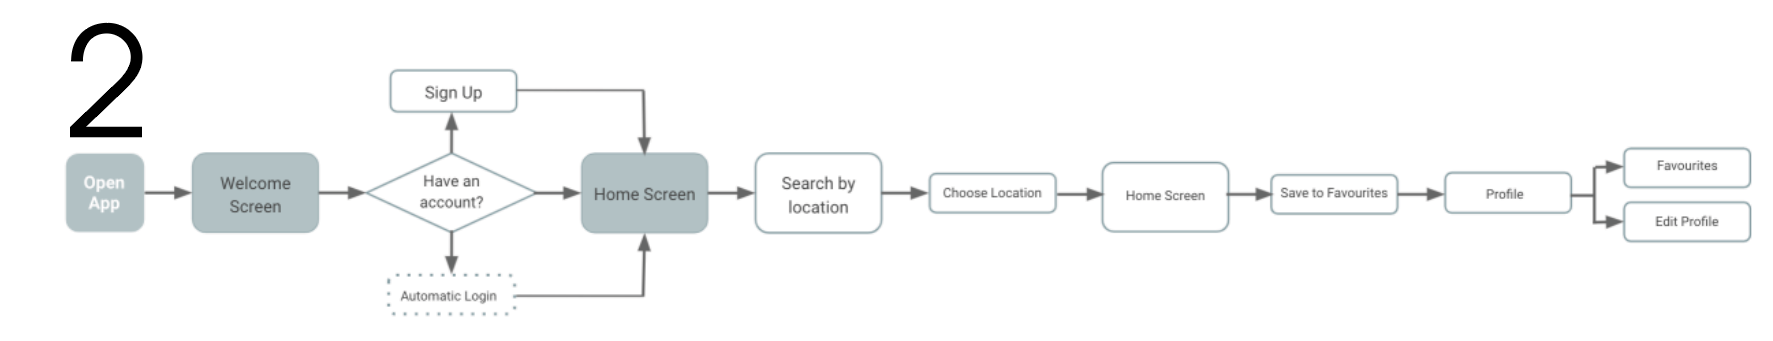 2
Open
App
Welcome
Screen
Sign Up
Have an
account?
Automatic Login
Home Screen
Search by
location
Choose Location
Home Screen
Save to Favourites
Profile
Favourites
Edit Profile